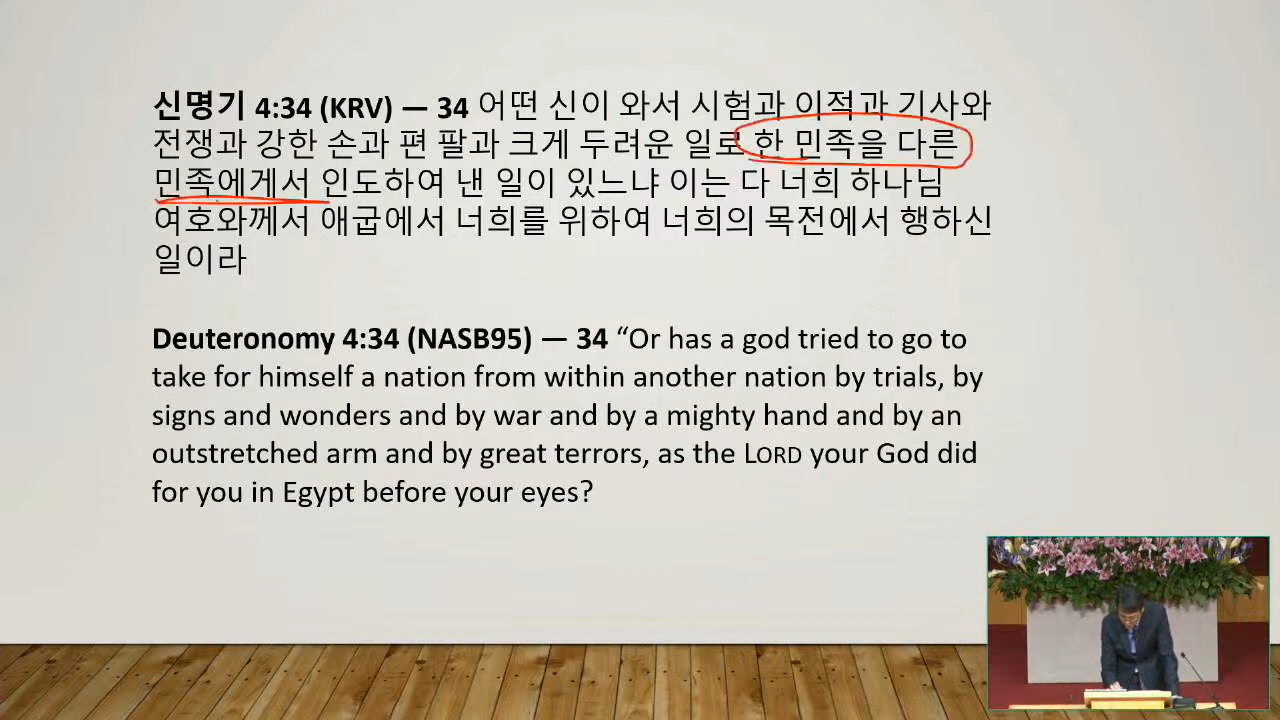 신명기 4:34 (KRV) — 34 어떤 신이 와서 시험과 이적과 기사와
전쟁과 강한 손과 편 팔과 크게 두려운 일로 한 민족을 다른
민족에게서 인도하여 낸 일이 있느냐 이는 다 너희 하나님
여호와께서 애굽에서 너희를 위하여 너희의 목전에서 행하신
일이라
Deuteronomy 4:34 (NASB95) — 34 “Or has a god tried to go to
take for himself a nation from within another nation by trials, by
signs and wonders and by war and by a mighty hand and by an
outstretched arm and by great terrors, as the LORD your God did
for you in Egypt before your eyes?